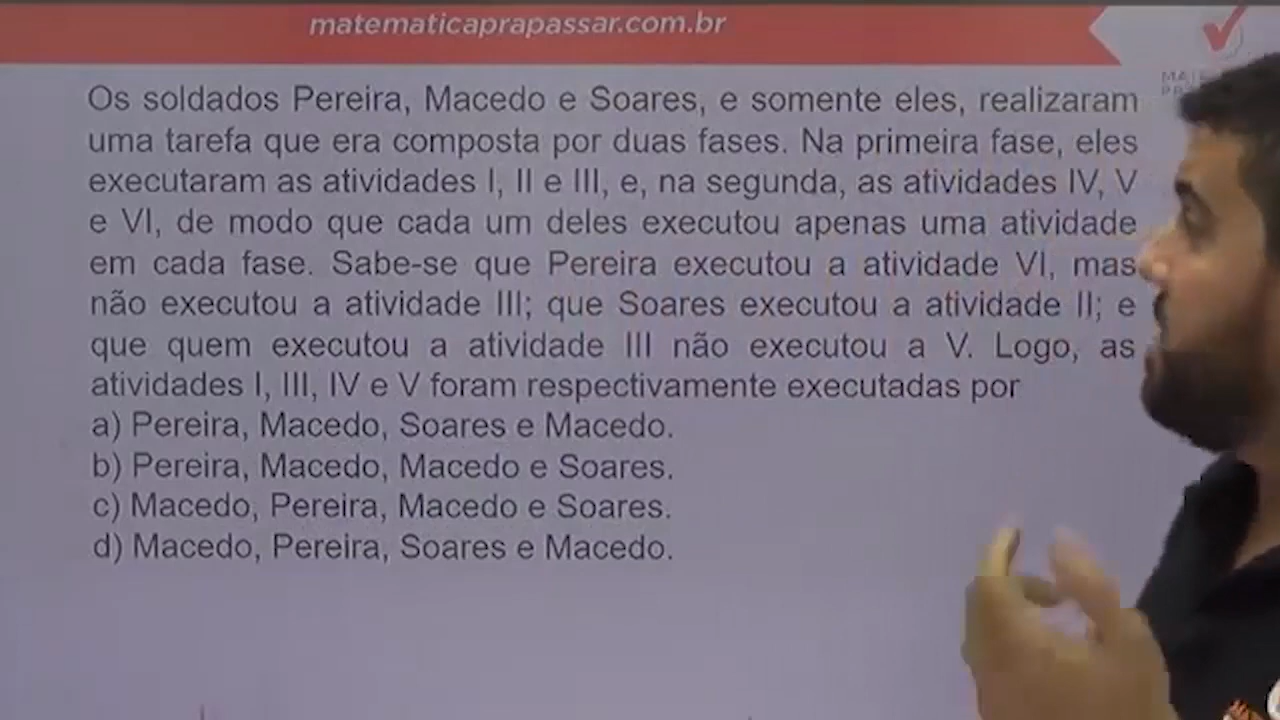 matematicaprapassar.com.br
Os soldados Pereira, Macedo e Soares, e somente eles, realizaram
uma tarefa que era composta por duas fases. Na primeira fase, eles
executaram as atividades I, II e III, e, na segunda, as atividades IV, V
e VI, de modo que cada um deles executou apenas uma atividade
em cada fase. Sabe-se que Pereira executou a atividade VI, mas
não executou a atividade III; que Soares executou a atividade II; e
que quem executou a atividade III não executou a V. Logo, as
atividades I, III, IV e V foram respectivamente executadas por
a) Pereira, Macedo, Soares e Macedo.
b) Pereira, Macedo, Macedo e Soares.
c) Macedo, Pereira, Macedo e Soares.
d) Macedo, Pereira, Soares e Macedo.